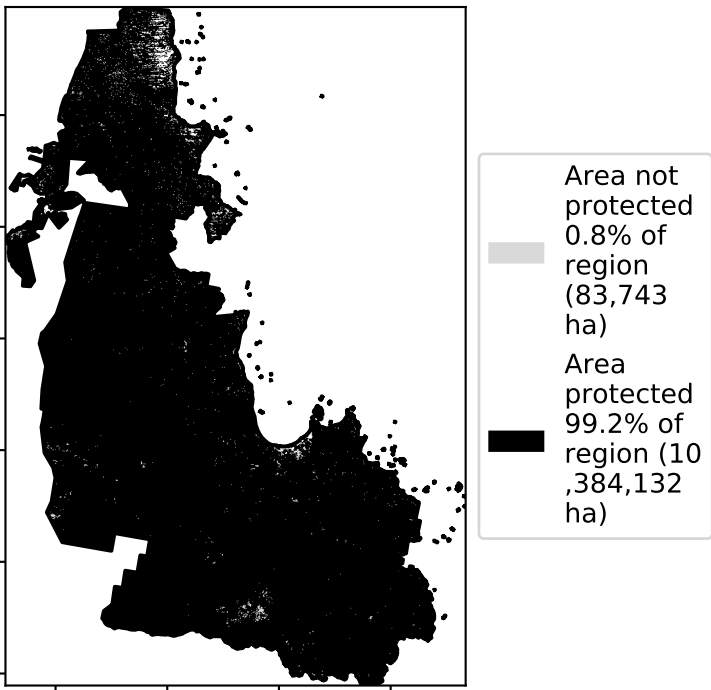 Area not
protected
0.8% of
region
(83,743
ha)
Area
protected
99.2% of
region (10
,384,132
ha)